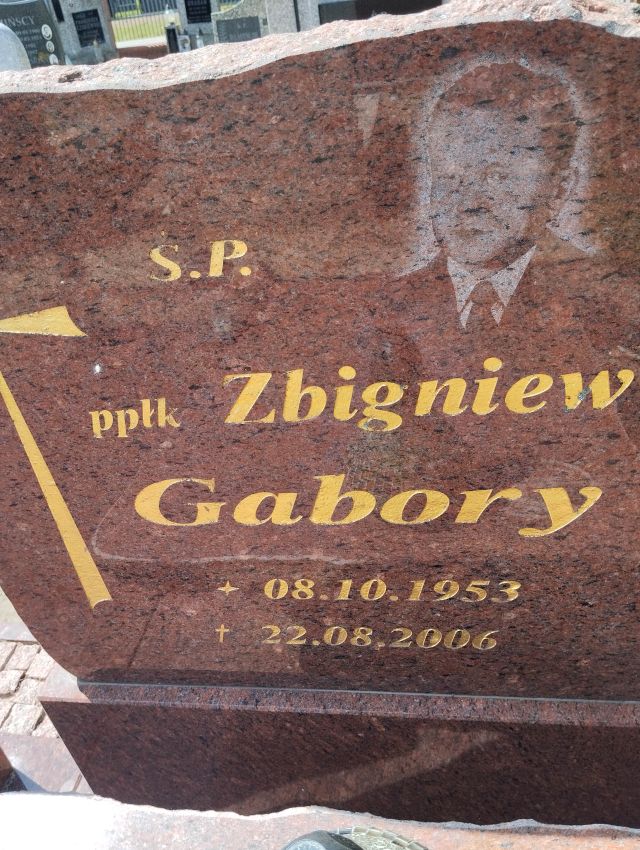 Ś.P.
ppłk Zbigniew
Gabory
08.10.1953
† 22.08.2006